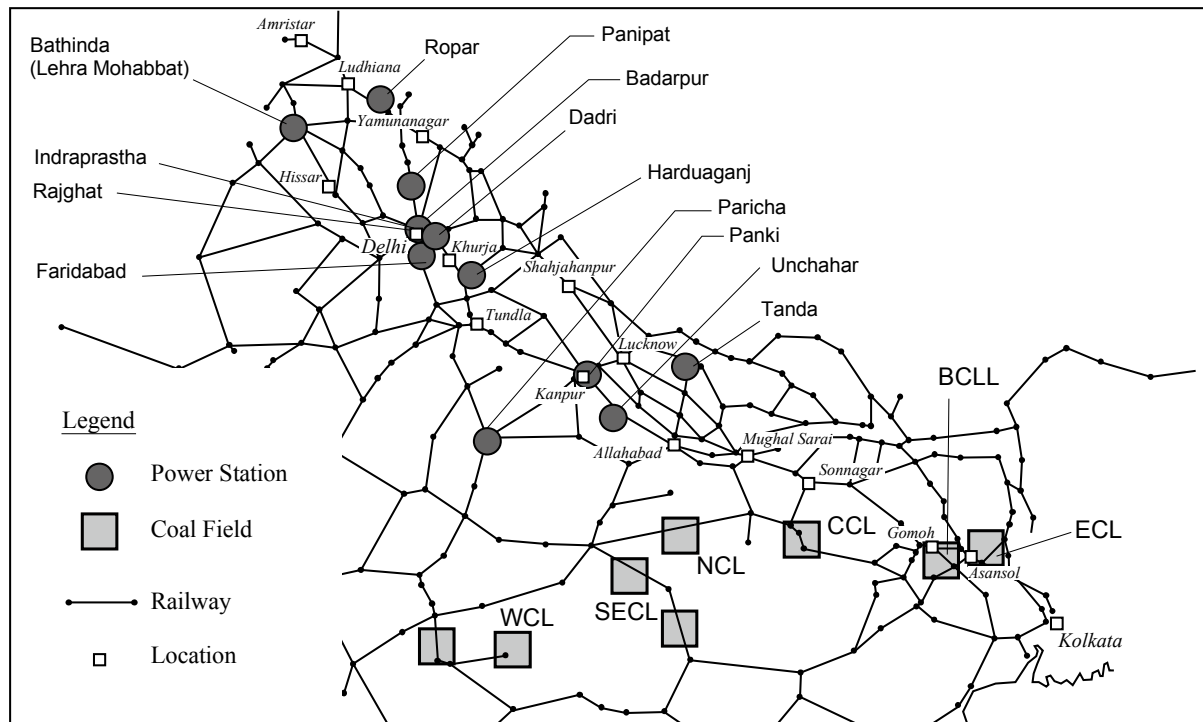 Amristar
Bathinda
(Lehra Mohabbat)
Ropar
Panipat
Ludhiana
Badarpur
Yamunanagar
Dadri
Indraprastha
Hissar
Harduaganj
Rajghat
Paricha
Delhi
Khurja
Panki
Faridabad
Shahjahanpur
Unchahar
Tundla
Tanda
Lucknow
BCLL
Kanpur
Legend
Allahabad
Mughal Sarai
Power Station
Sonnagar
Coal Field
CCL
Gomoh
ECL
NCL
Asansol
Railway
SECL
WCL
Kolkata
Location